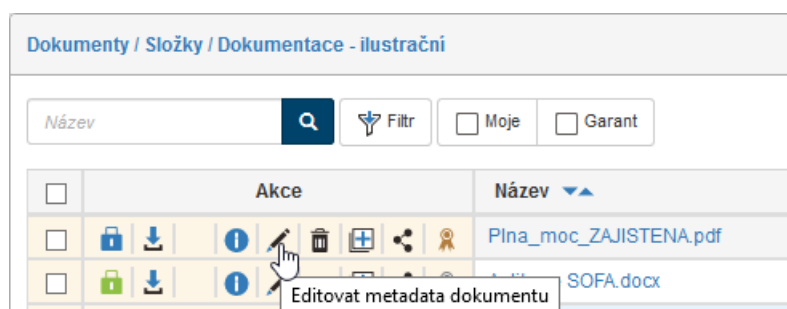 Dokumenty / Složky / Dokumentace - ilustrační
Název Filtr Moje Garant
Akce Název
Plna_moc_ZAJISTENA.pdf
SOFA.docx
Editovat metadata dokumentu